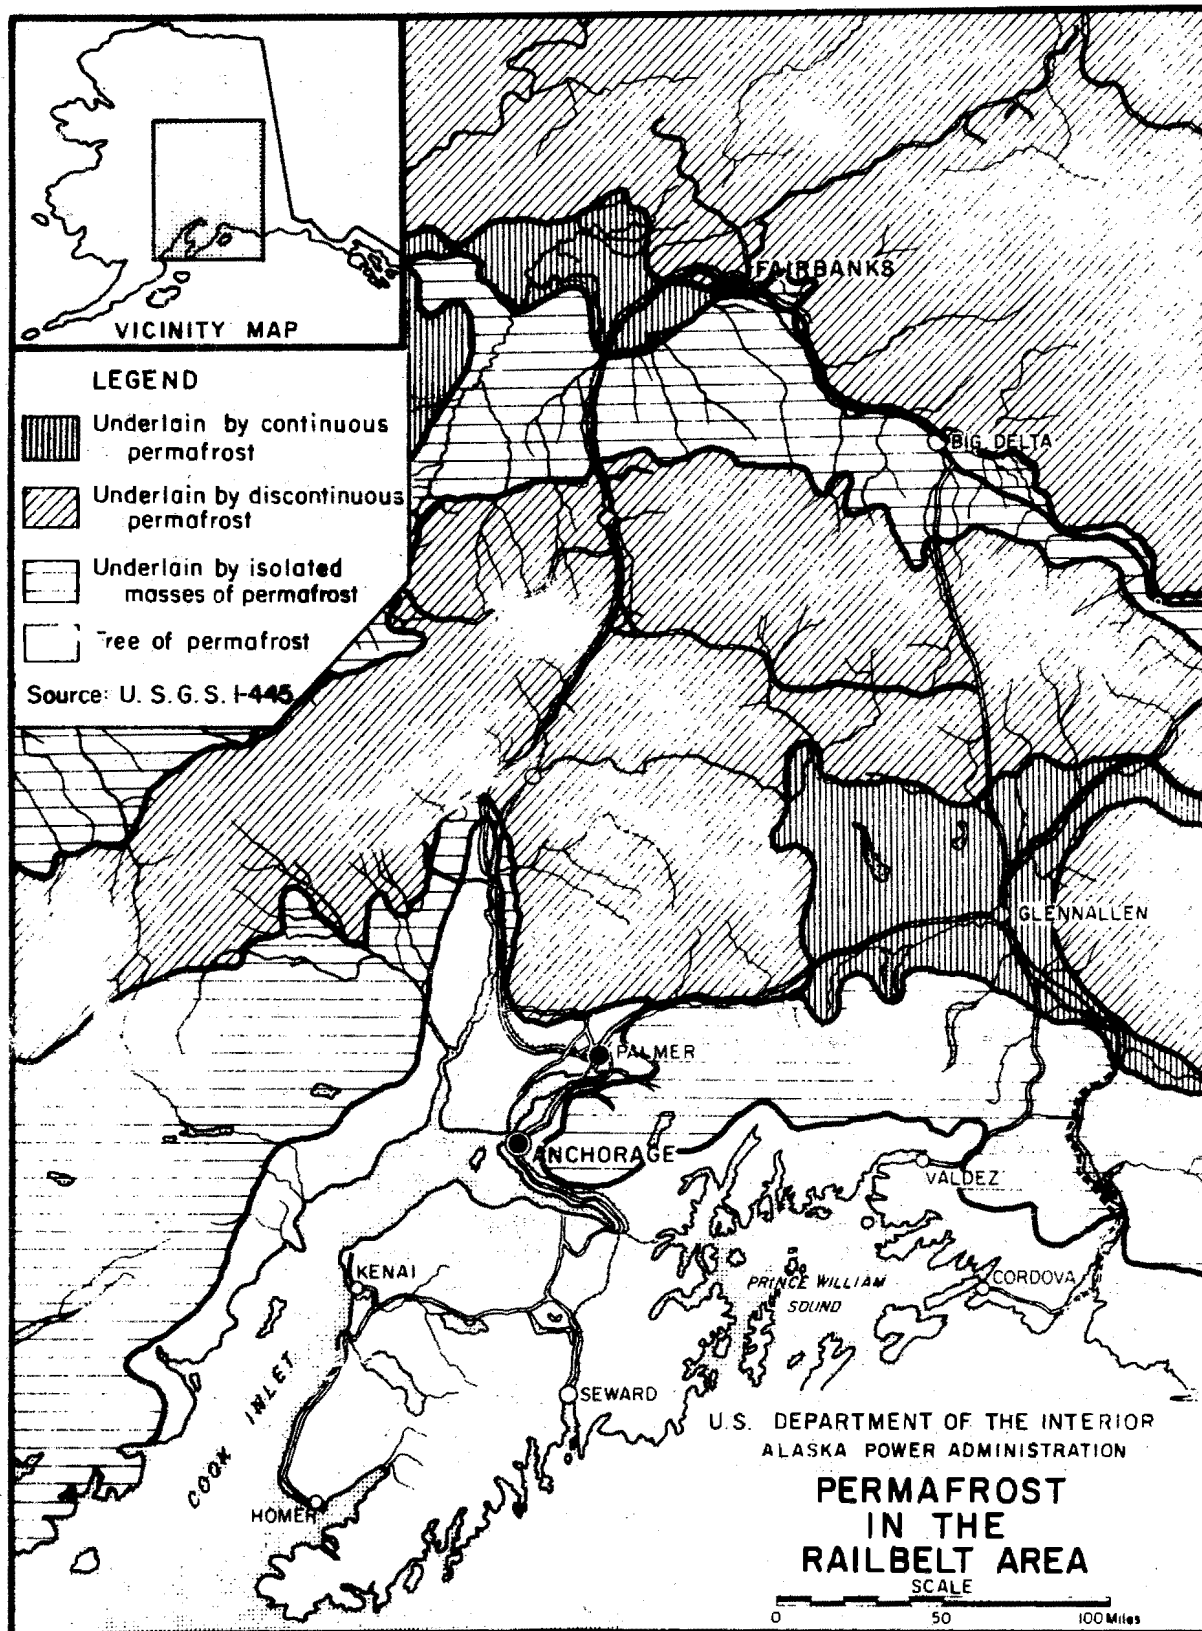 VICINITY MAP
LEGEND
Underlain by continuous
permafrost
Underlain by discontinuous
permafrost
Underlain by isolated
masses of permafrost
ree of permafrost
Source: U. S. G. S. I-445
FAIRBANKS
BIG DELTA
GLENNALLEN
PALMER
ANCHORAGE
VALDEZ
KENAI
PRINCE WILLIAM
SOUND
CORDOVA
COOK INLET
SEWARD
HOMER
U.S. DEPARTMENT OF THE INTERIOR
ALASKA POWER ADMINISTRATION
PERMAFROST
IN THE
RAILBELT AREA
SCALE
0 50 100 Miles